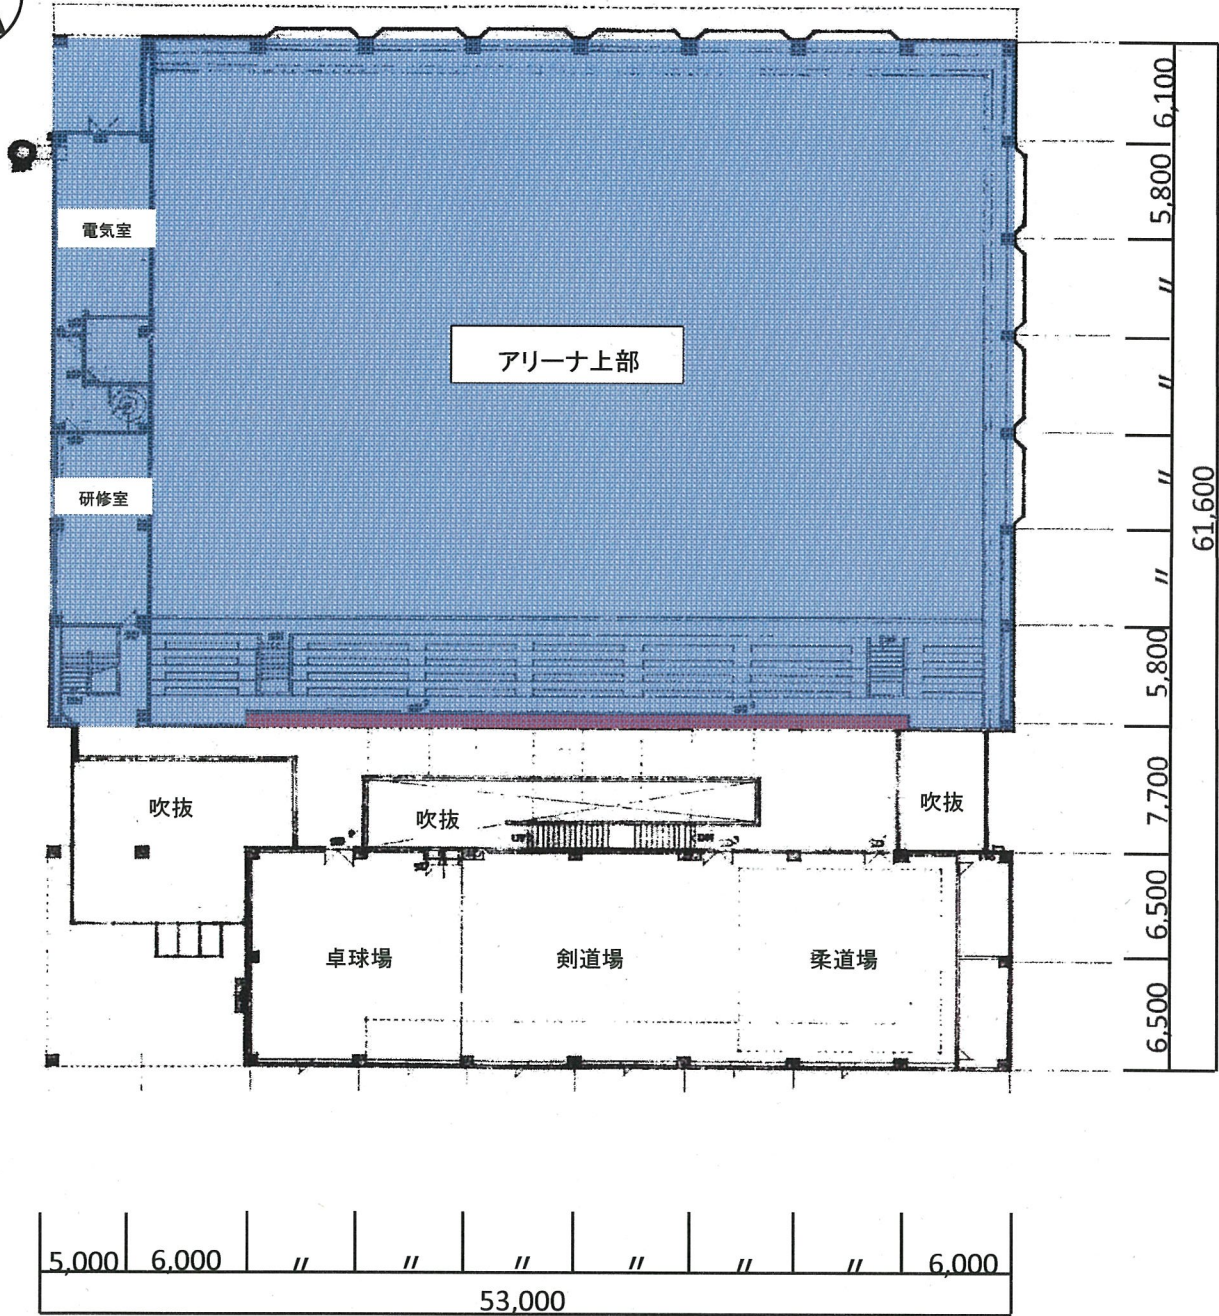 電気室
アリーナ上部
研修室
吹抜
吹抜
吹抜
卓球場
剣道場
柔道場
6,100
5,800
〃
〃
〃
〃
5,800
7,700
6.500
6,500
61,600
5,000 6,000 〃 〃 〃 〃 〃 〃 6,000
53,000